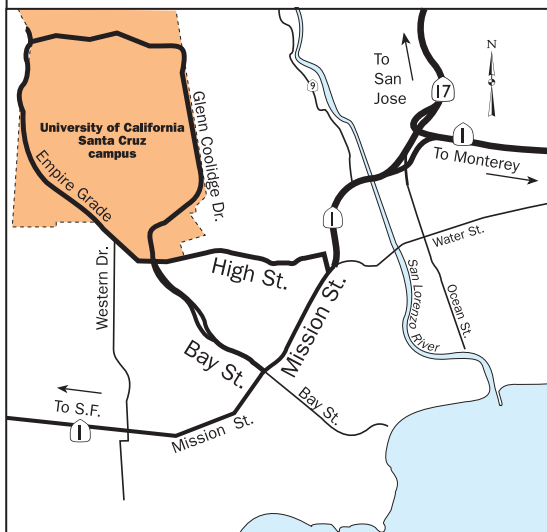 To
San
Jose
N
9
17
1
To Monterey
University of California
Santa Cruz
campus
Glenn Coolidge Dr.
Empire Grade
1
Water St.
High St.
Western Dr.
San Lorenzo
River
Ocean St.
Mission St.
Bay St.
Bay St.
To S.F.
1
Mission St.